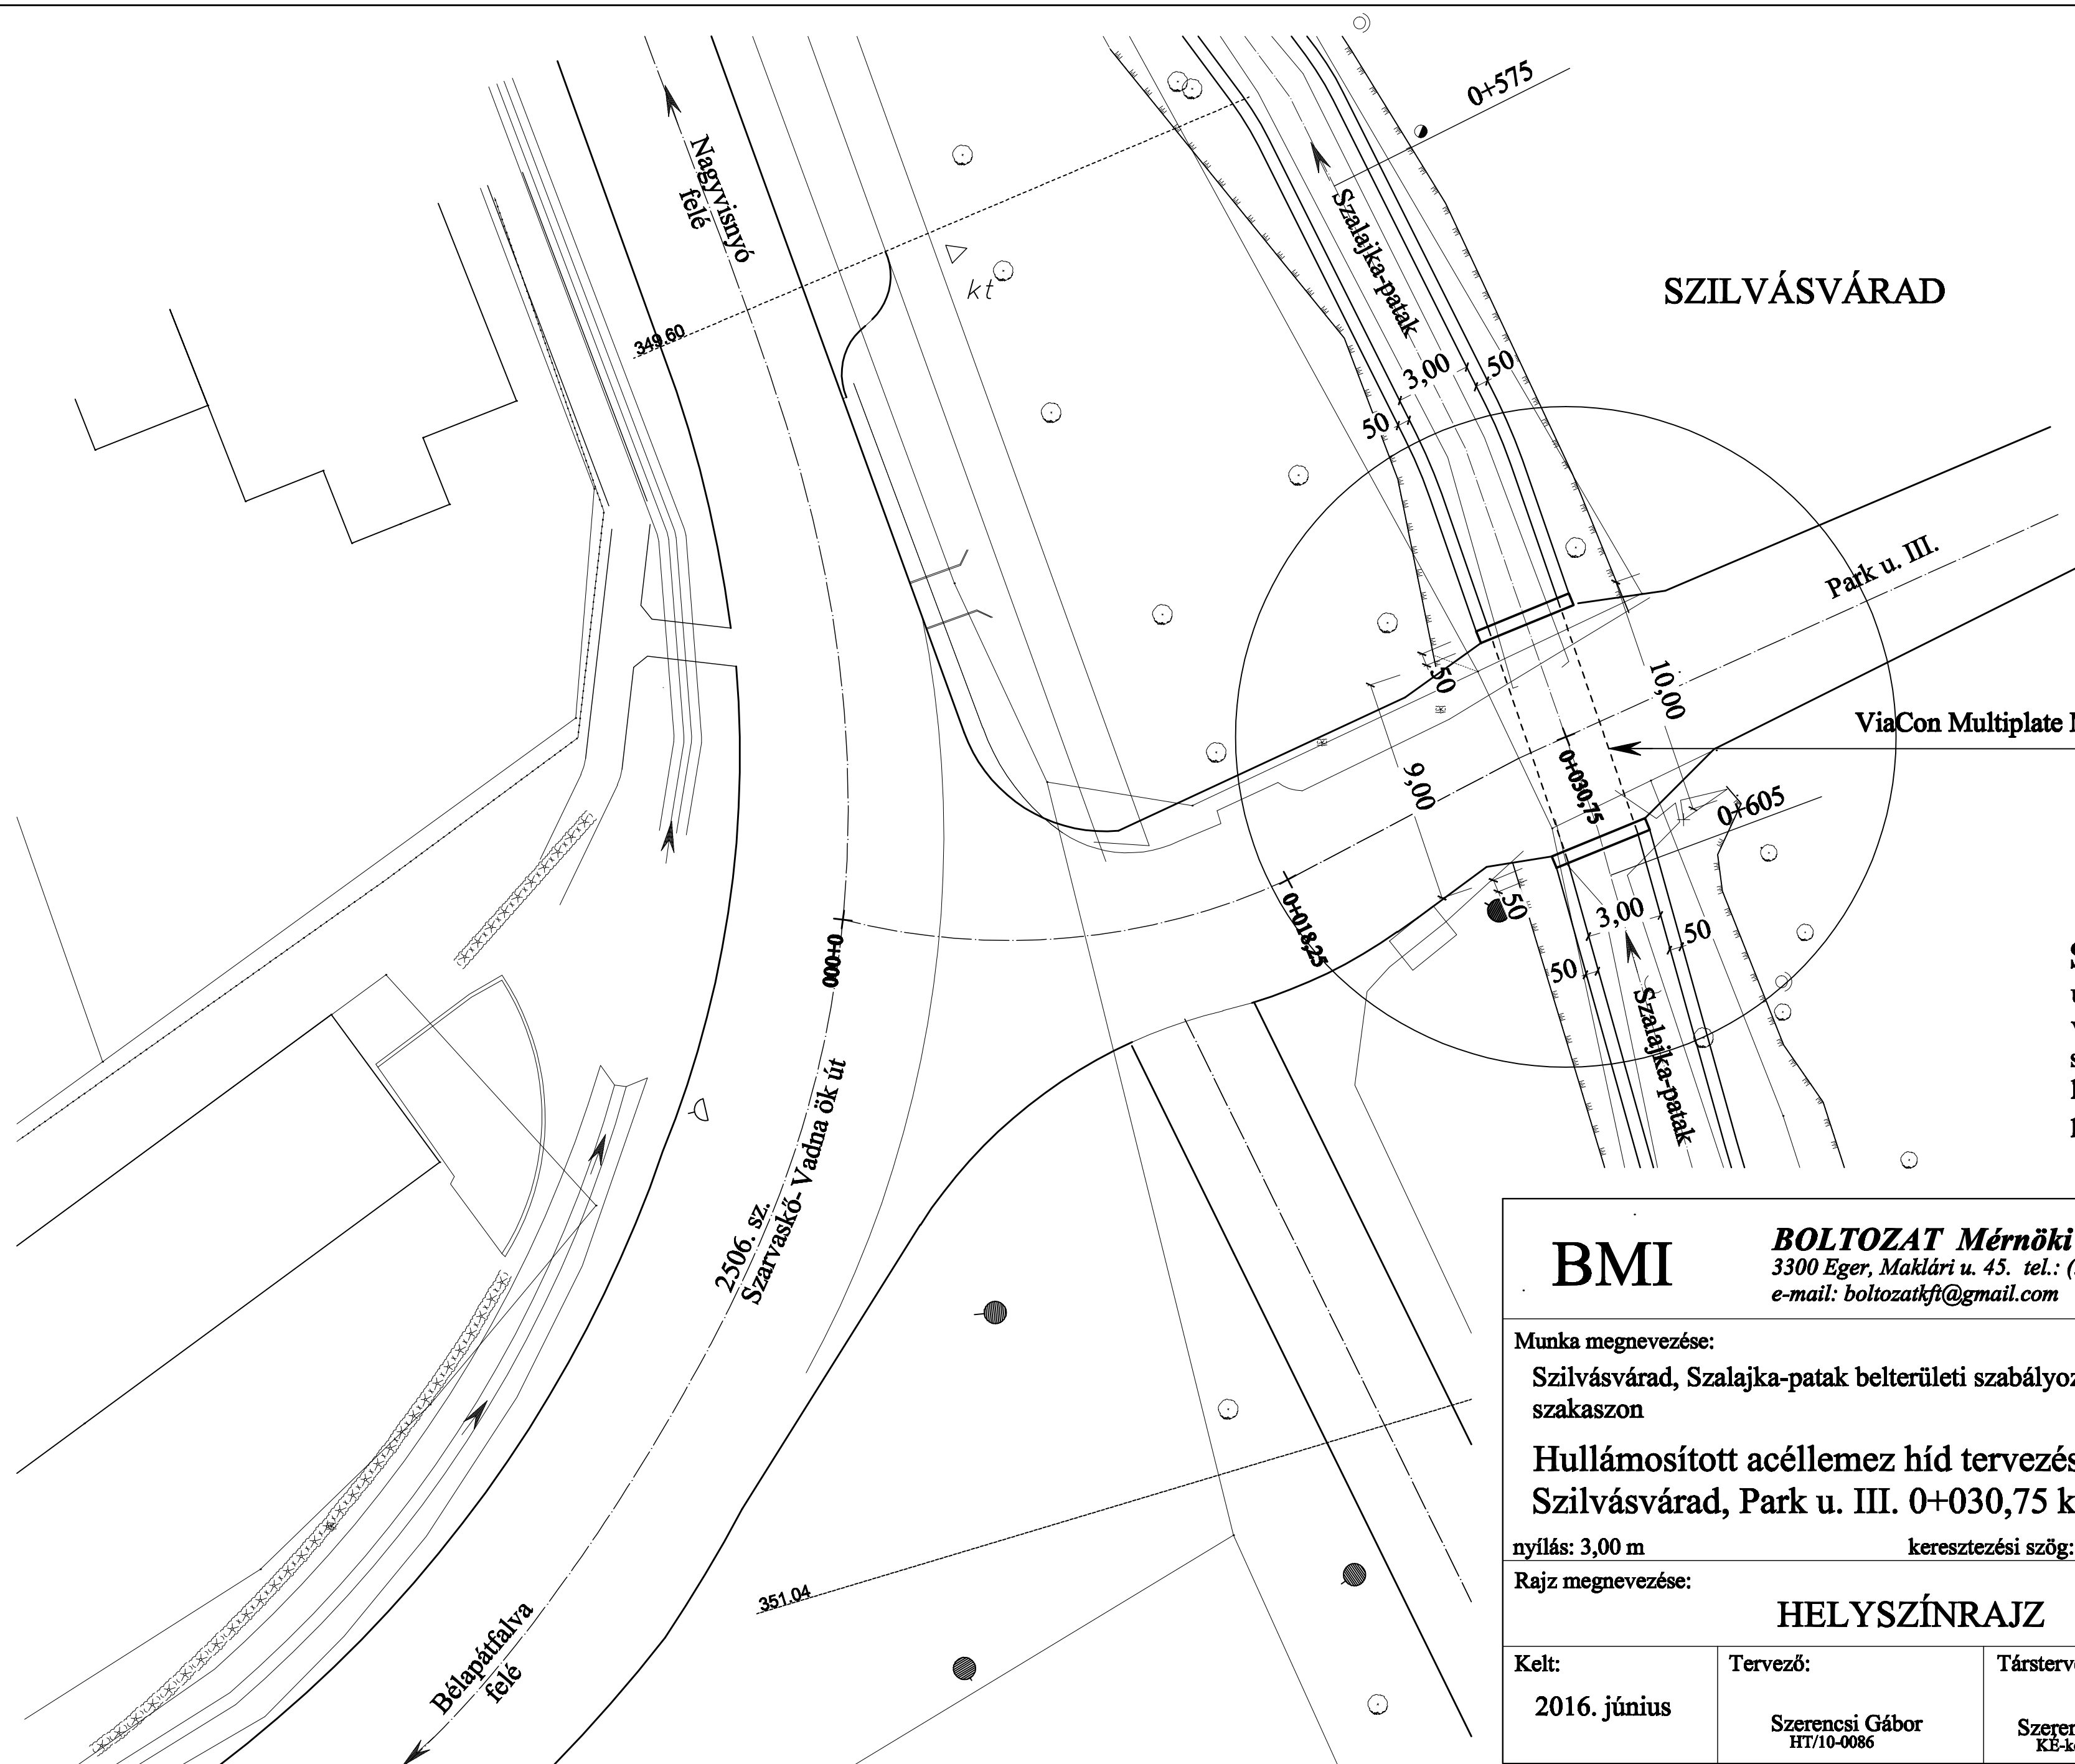 0+575
Nagyvisnyó
felé
Szalajka-patak
SZILVÁSVÁRAD
kt
349.60
3,00
50
50
Park u. III.
50
10,00
ViaCon Multiplate
9,00
0+030,75
0+605
0+018,25
50
3,00
50
50
0+000
Szalajka-patak
2506. sz.
Szarvaskő-Vadna ök út
351.04
Bélapátfalva
felé
BMI
BOLTOZAT Mérnöki
3300 Eger, Maklári u. 45. tel.: (
e-mail: boltozatkft@gmail.com
Munka megnevezése:
Szilvásvárad, Szalajka-patak belterületi szabályoz
szakaszon
Hullámosított acéllemez híd tervezés
Szilvásvárad, Park u. III. 0+030,75 k
nyílás: 3,00 m
keresztezési szög:
Rajz megnevezése:
HELYSZÍNRAJZ
Kelt:
Tervező:
Társterv
2016. június
Szerencsi Gábor
HT/10-0086
Szeren
KÉ-k